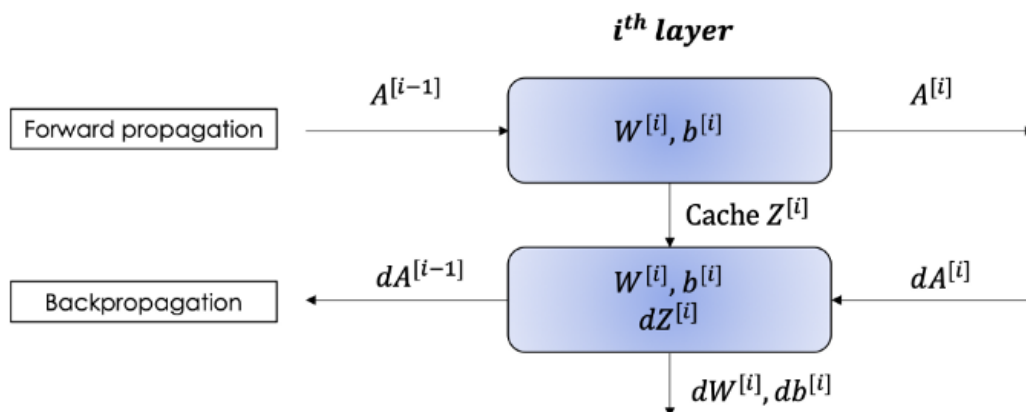 i^{th} layer
A^{[i-1]}
A^{[i]}
Forward propagation
W^{[i]}, b^{[i]}
Cache Z^{[i]}
dA^{[i-1]}
dA^{[i]}
W^{[i]}, b^{[i]}
Backpropagation
dZ^{[i]}
dW^{[i]}, db^{[i]}